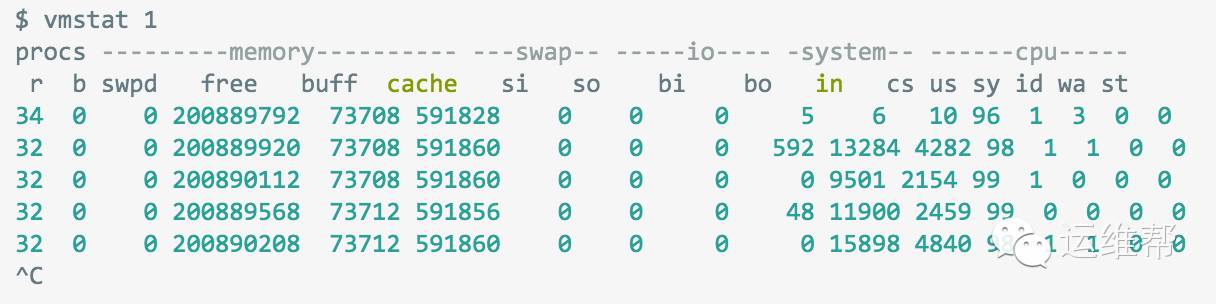 $ vmstat 1
procs ---------memory---------- ---swap-- -----io---- -system-- ------cpu-----
 r  b swpd   free   buff  cache   si   so    bi    bo   in   cs us sy id wa st
34  0    0 200889792  73708 591828    0    0     0     5    6   10 96  1  3  0  0
32  0    0 200889920  73708 591860    0    0     0   592 13284 4282 98  1  1  0  0
32  0    0 200890112  73708 591860    0    0     0     0 9501 2154 99  1  0  0  0
32  0    0 200889568  73712 591856    0    0     0    48 11900 2459 99  0  0  0  0
32  0    0 200890208  73712 591860    0    0     0     0 15898 4840 98  1  1  0  0
^C
运维帮